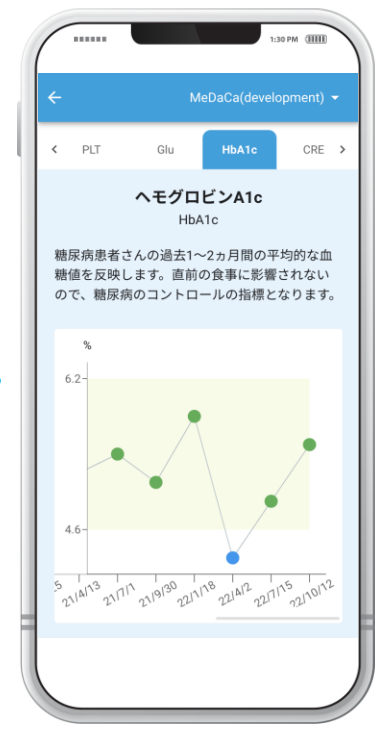 1:30 PM
MeDaCa(development)
PLT Glu HbA1c CRE
ヘモグロビンA1c
HbA1c
糖尿病患者さんの過去1〜2ヵ月間の平均的な血
糖値を反映します。直前の食事に影響されない
ので、糖尿病のコントロールの指標となります。
%
6.2
4.6
5 21/4/13 21/7/1 21/9/30 22/1/18 22/4/2 22/7/15 22/10/12